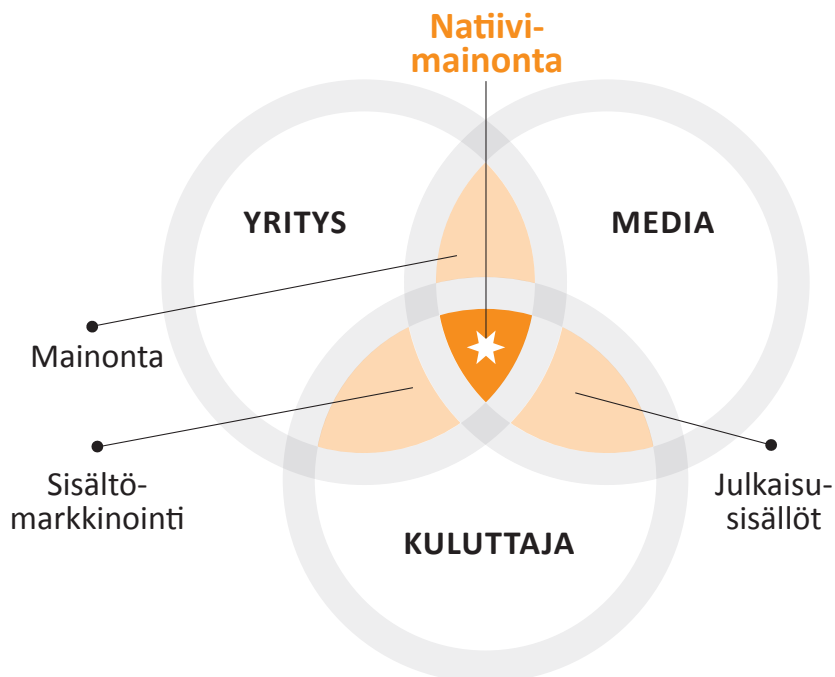 Natiivi-
mainonta
YRITYS
MEDIA
Mainonta
Sisältö-
markkinointi
Julkaisu-
sisällöt
KULUTTAJA